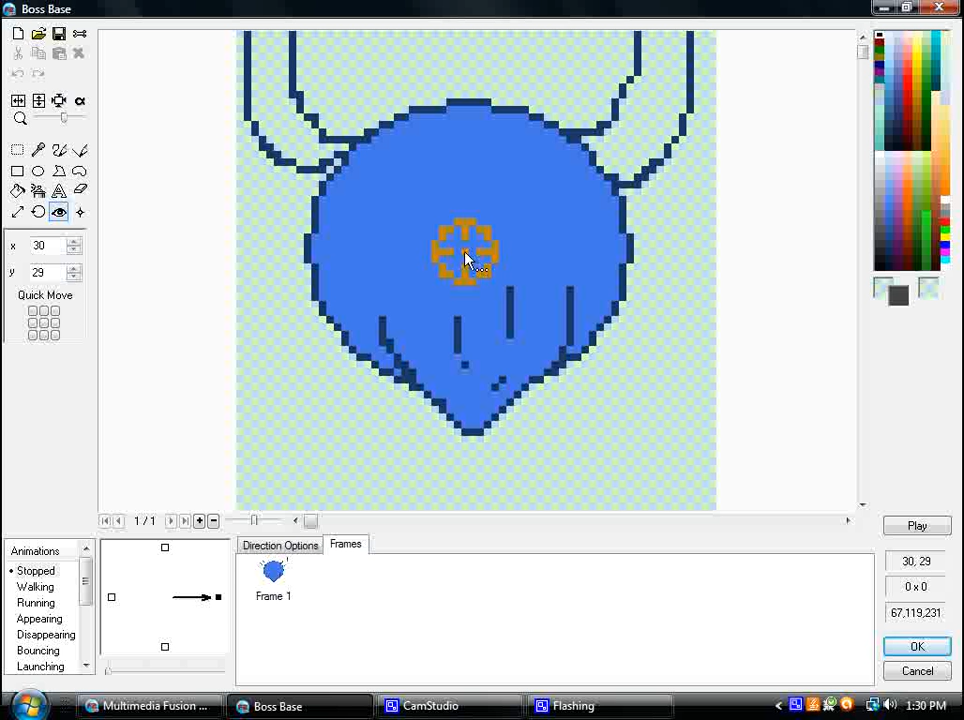 Boss Base
x 30
y 29
Quick Move
1 / 1
Direction Options
Frames
Frame 1
Animations
Stopped
Walking
Running
Appearing
Disappearing
Bouncing
Launching
Play
30, 29
0 x 0
67,119,231
OK
Cancel
Multimedia Fusion ...
Boss Base
CamStudio
Flashing
1:30 PM